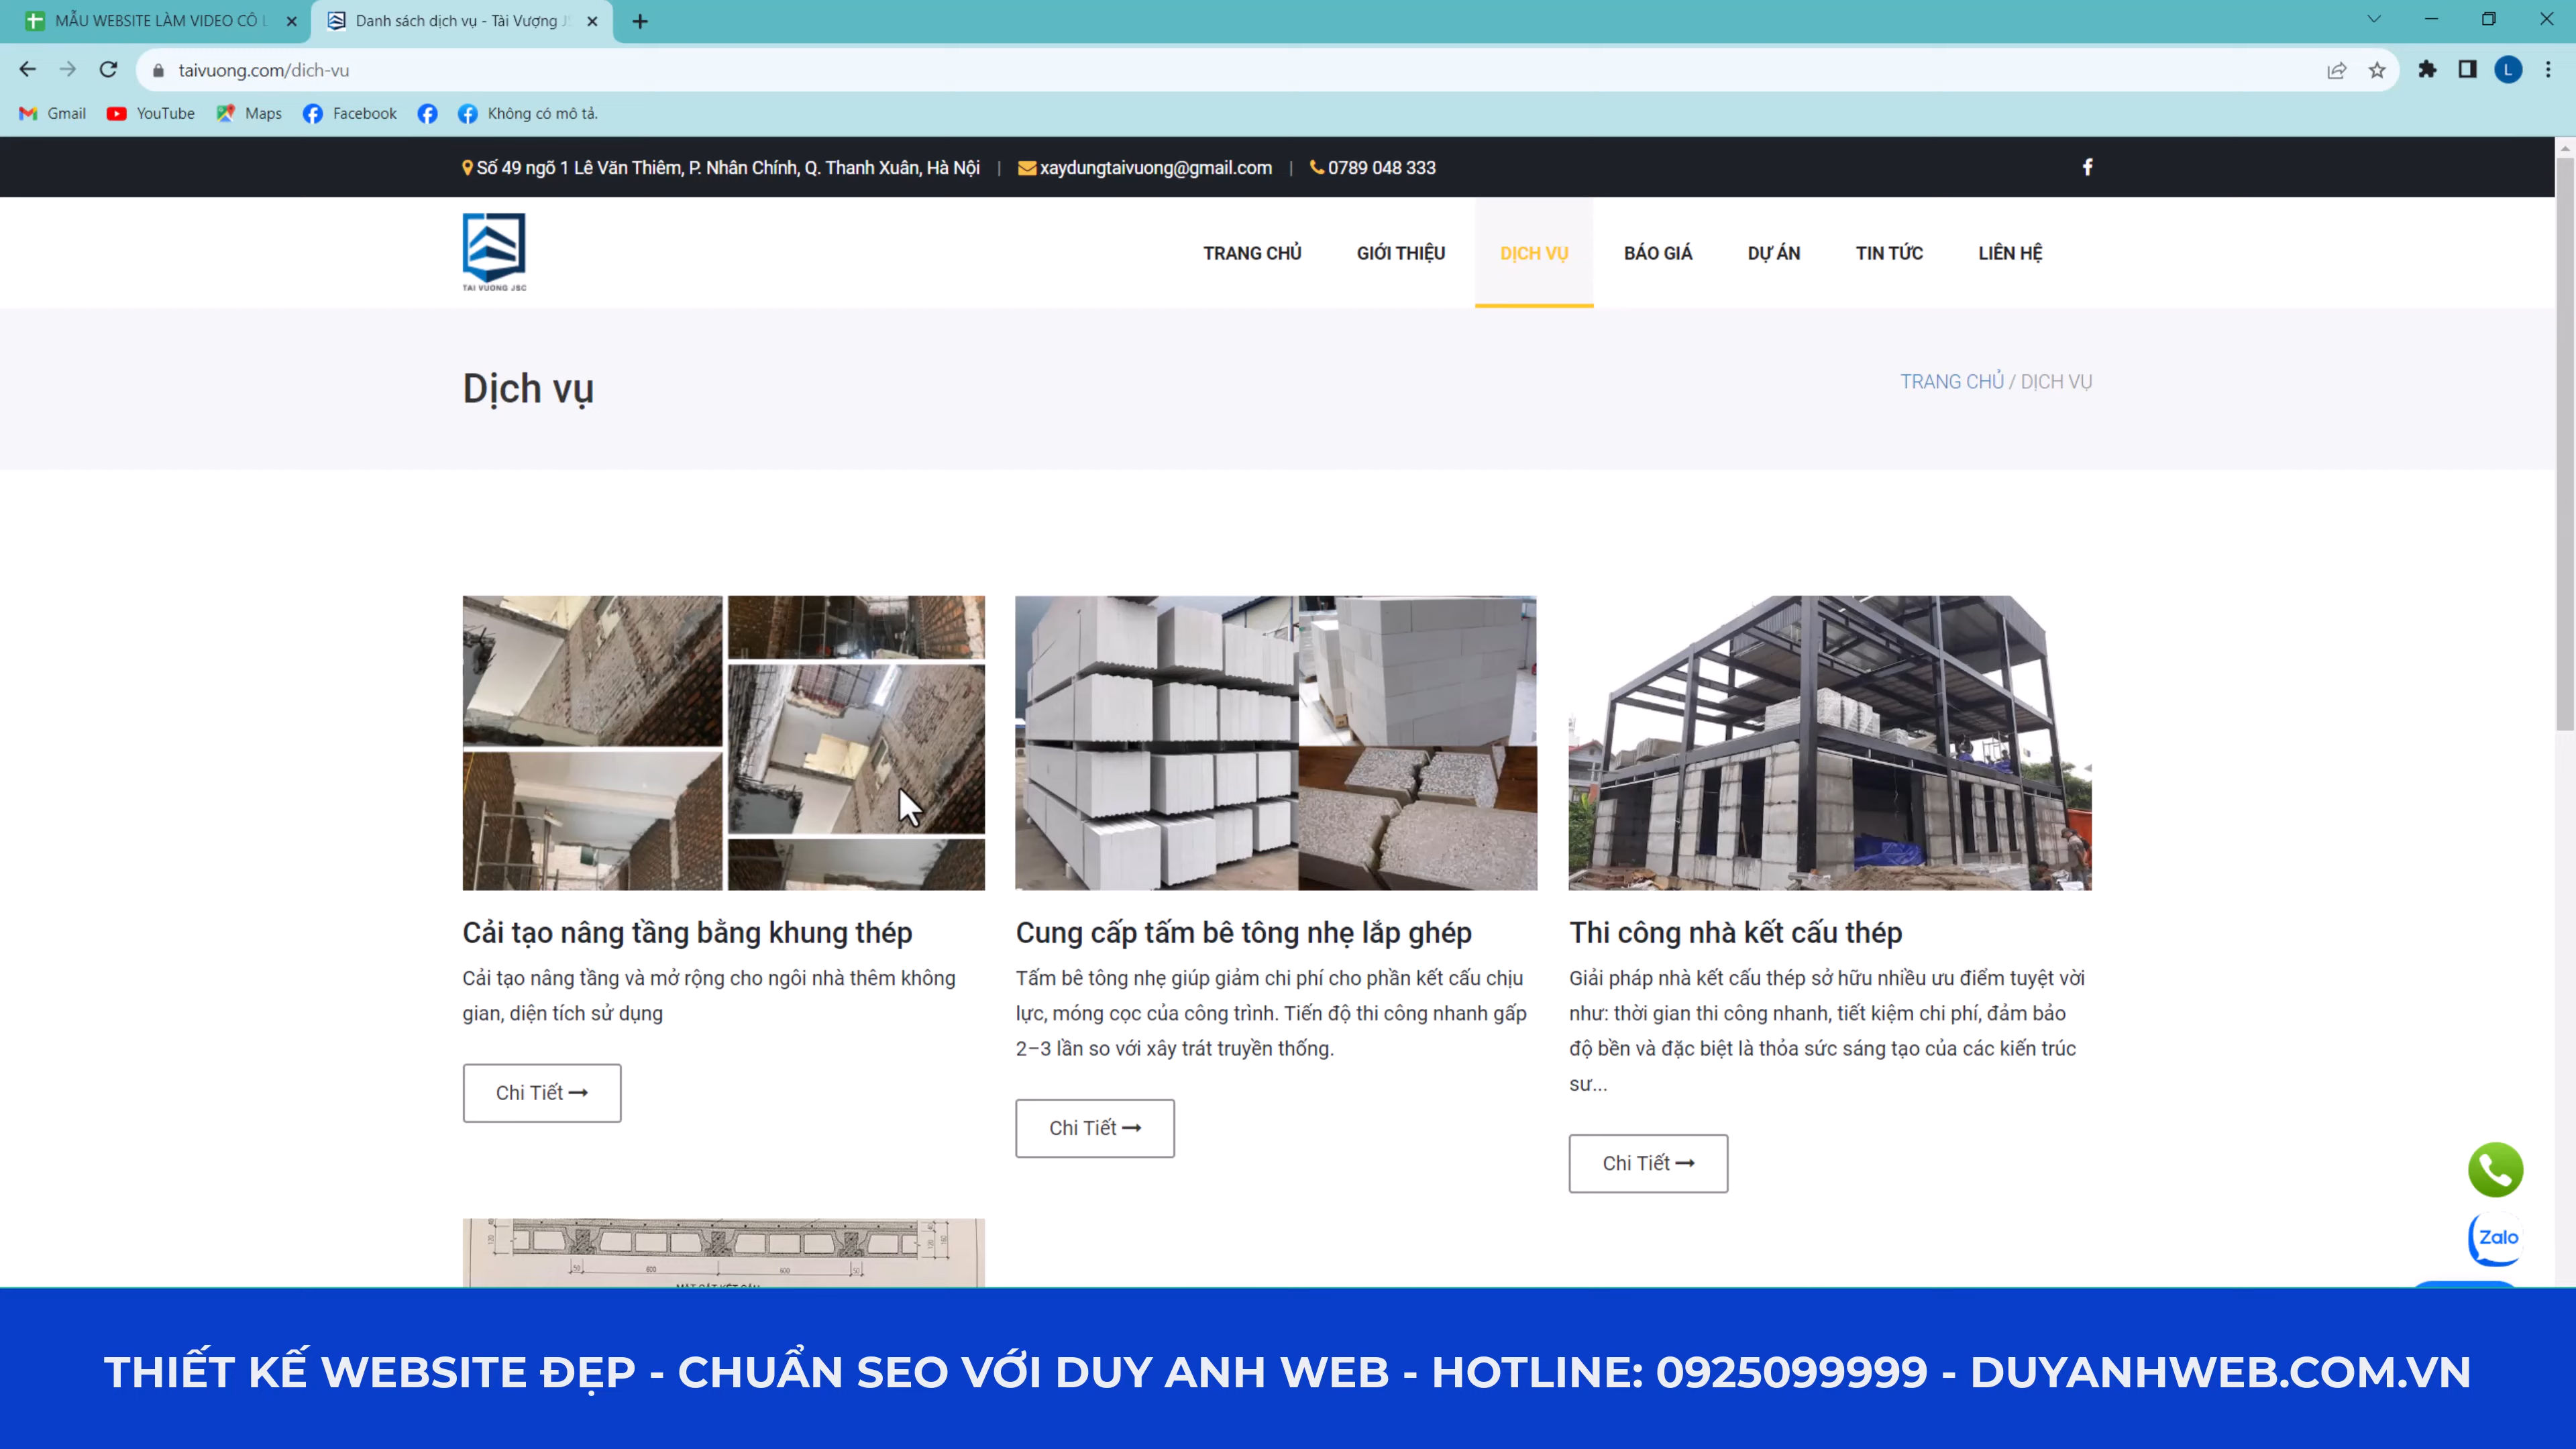 MẪU WEBSITE LÀM VIDEO CÔ L
Danh sách dịch vụ - Tài Vượng J
taivuong.com/dich-vu
Gmail
YouTube
Maps
Facebook
Không có mô tả.
Số 49 ngõ 1 Lê Văn Thiêm, P. Nhân Chính, Q. Thanh Xuân, Hà Nội | xaydungtaivuong@gmail.com | 0789 048 333
TAI VUONG JSC
TRANG CHỦ
GIỚI THIỆU
DỊCH VỤ
BÁO GIÁ
DỰ ÁN
TIN TỨC
LIÊN HỆ
Dịch vụ
TRANG CHỦ / DỊCH VỤ
Cải tạo nâng tầng bằng khung thép
Cải tạo nâng tầng và mở rộng cho ngôi nhà thêm không
gian, diện tích sử dụng
Chi Tiết
Cung cấp tấm bê tông nhẹ lắp ghép
Tấm bê tông nhẹ giúp giảm chi phí cho phần kết cấu chịu
lực, móng cọc của công trình. Tiến độ thi công nhanh gấp
2–3 lần so với xây trát truyền thống.
Chi Tiết
Thi công nhà kết cấu thép
Giải pháp nhà kết cấu thép sở hữu nhiều ưu điểm tuyệt vời
như: thời gian thi công nhanh, tiết kiệm chi phí, đảm bảo
độ bền và đặc biệt là thỏa sức sáng tạo của các kiến trúc
sư...
Chi Tiết
L
Zalo
THIẾT KẾ WEBSITE ĐẸP - CHUẨN SEO VỚI DUY ANH WEB - HOTLINE: 0925099999 - DUYANHWEB.COM.VN